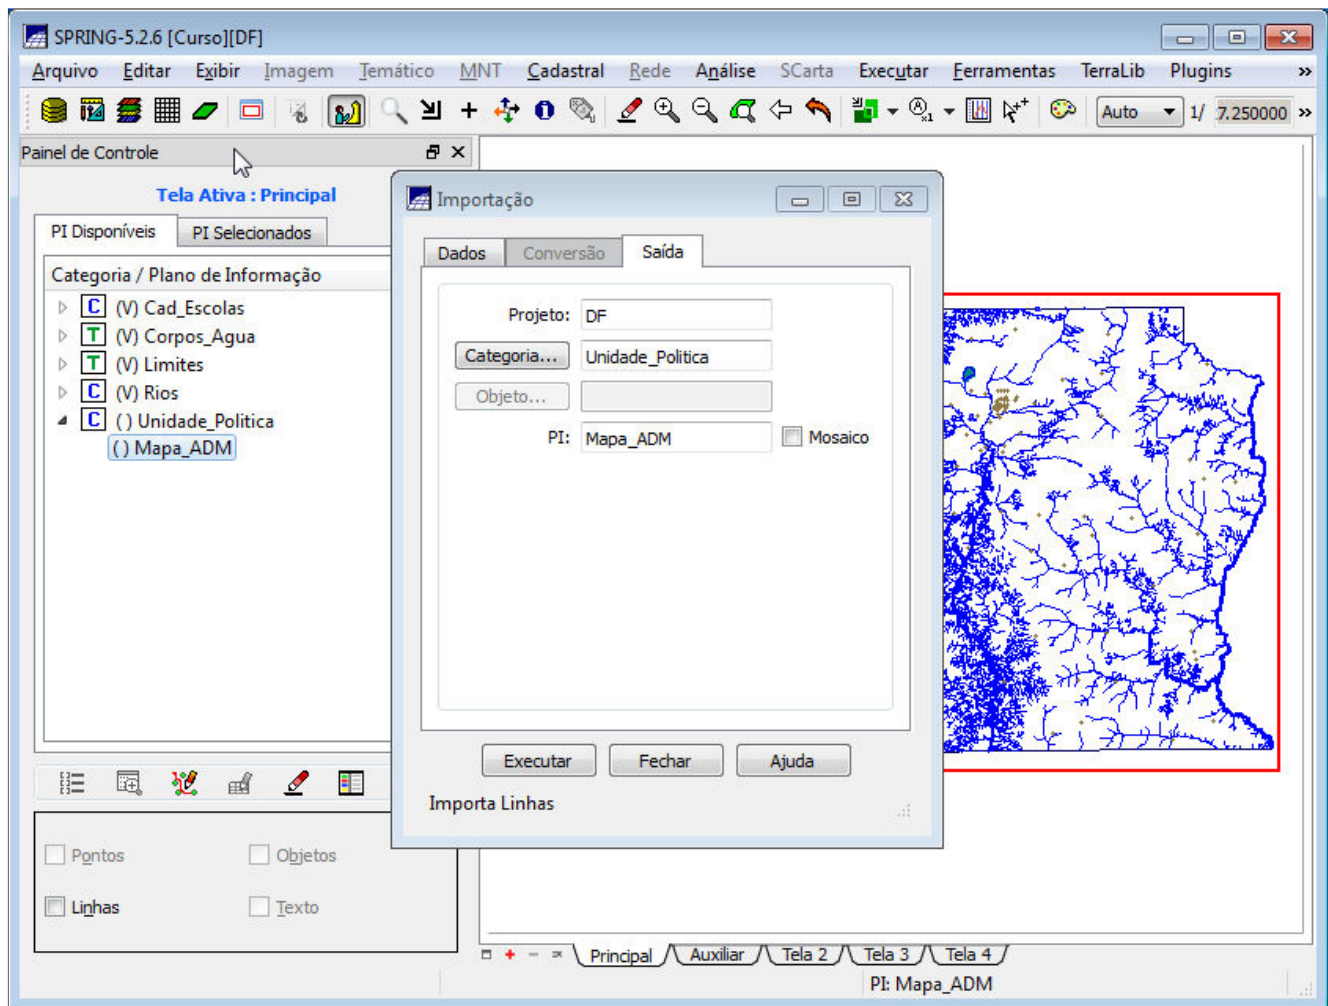 SPRING-5.2.6 [Curso][DF]
Arquivo Editar Exibir Imagem Temático MNT Cadastral Rede Análise SCarta Executar Ferramentas TerraLib Plugins »
Auto 1/ 7.250000 »
Painel de Controle
Tela Ativa : Principal
PI Disponíveis PI Selecionados
Categoria / Plano de Informação
C (V) Cad_Escolas
T (V) Corpos_Agua
T (V) Limites
C (V) Rios
C ( ) Unidade_Politica
( ) Mapa_ADM
Importação
Dados Conversão Saída
Projeto: DF
Categoria... Unidade_Politica
Objeto...
PI: Mapa_ADM Mosaico
Executar Fechar Ajuda
Importa Linhas
Pontos Objetos
Linhas Texto
Principal Auxiliar Tela 2 Tela 3 Tela 4
PI: Mapa_ADM